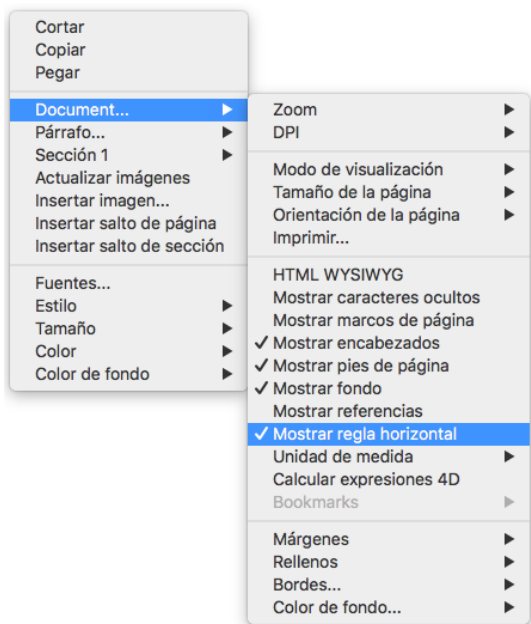 Cortar
Copiar
Pegar
Document...
Párrafo...
Sección 1
Actualizar imágenes
Insertar imagen...
Insertar salto de página
Insertar salto de sección
Fuentes...
Estilo
Tamaño
Color
Color de fondo
Zoom
DPI
Modo de visualización
Tamaño de la página
Orientación de la página
Imprimir...
HTML WYSIWYG
Mostrar caracteres ocultos
Mostrar marcos de página
Mostrar encabezados
Mostrar pies de página
Mostrar fondo
Mostrar referencias
Mostrar regla horizontal
Unidad de medida
Calcular expresiones 4D
Bookmarks
Márgenes
Rellenos
Bordes...
Color de fondo...